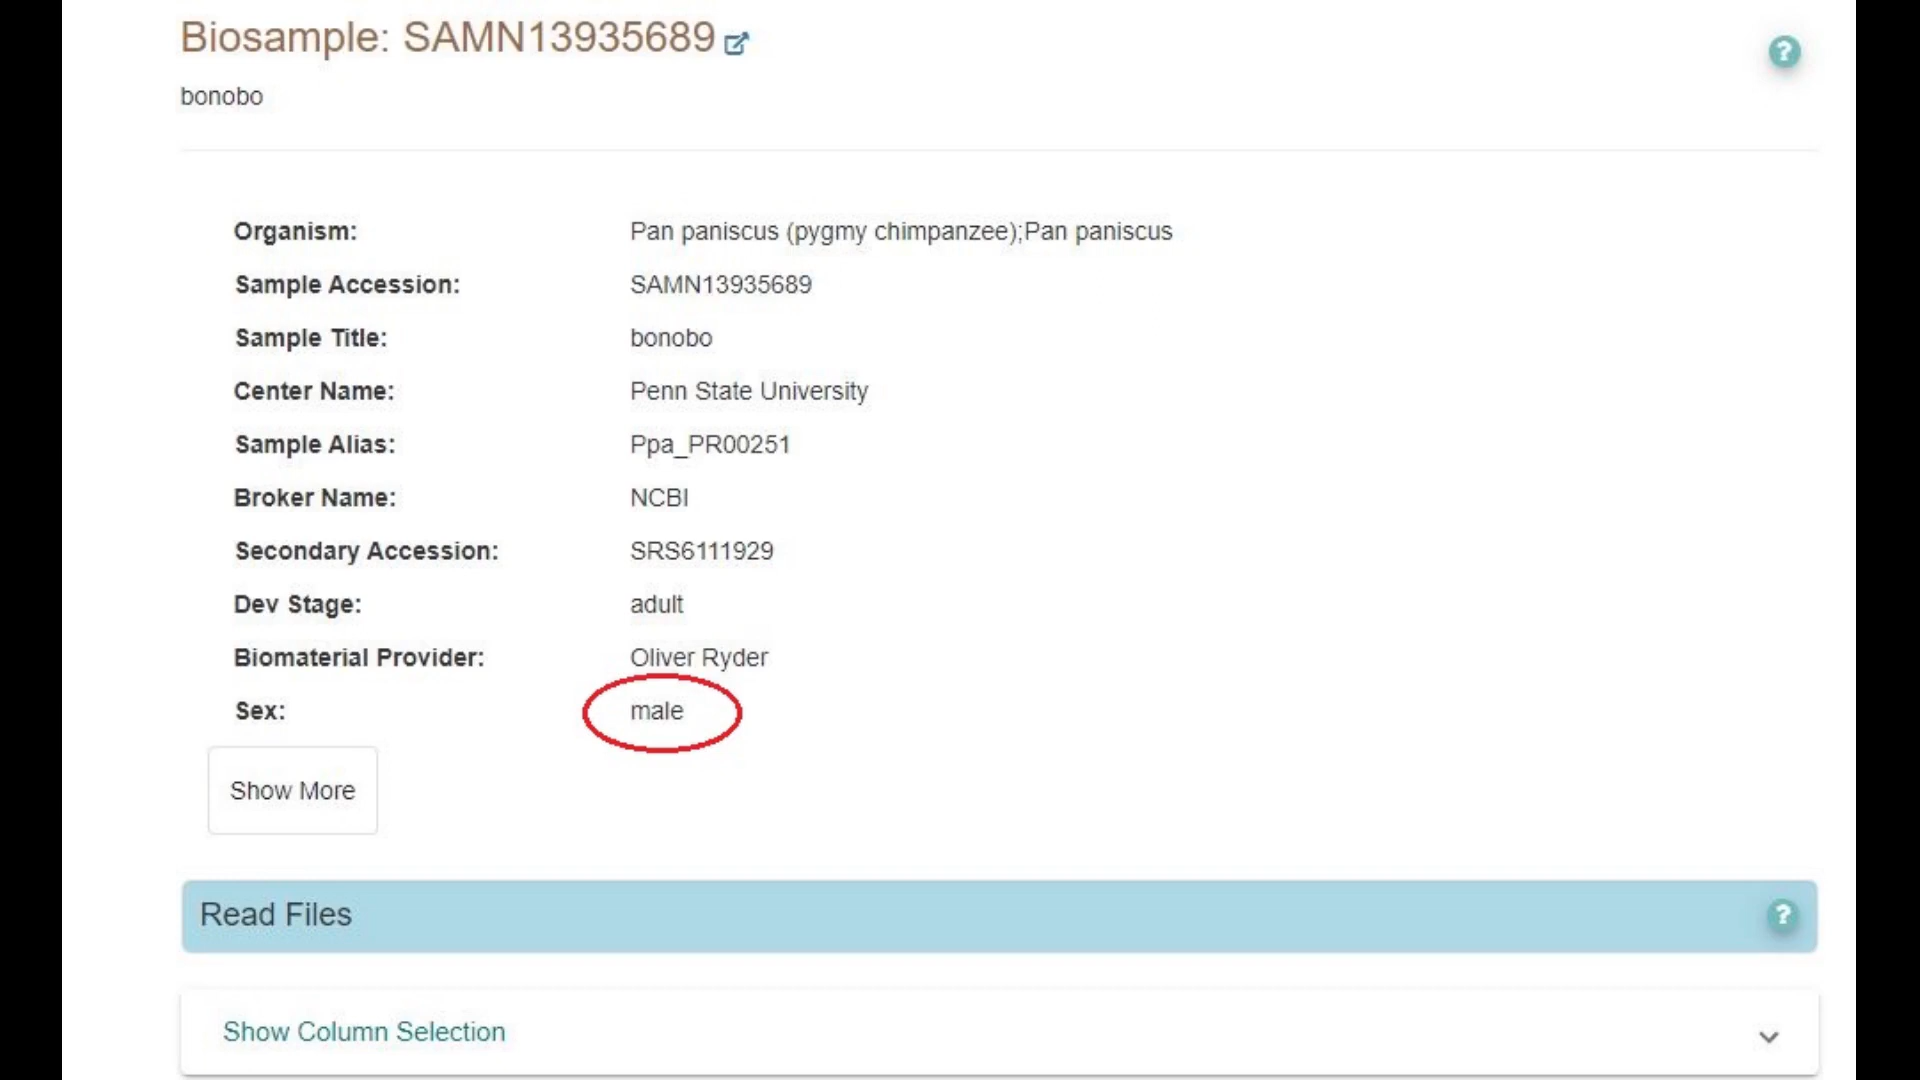 Biosample: SAMN13935689
?
bonobo
Organism: Pan paniscus (pygmy chimpanzee);Pan paniscus
Sample Accession: SAMN13935689
Sample Title: bonobo
Center Name: Penn State University
Sample Alias: Ppa_PR00251
Broker Name: NCBI
Secondary Accession: SRS6111929
Dev Stage: adult
Biomaterial Provider: Oliver Ryder
Sex: male
Show More
Read Files ?
Show Column Selection